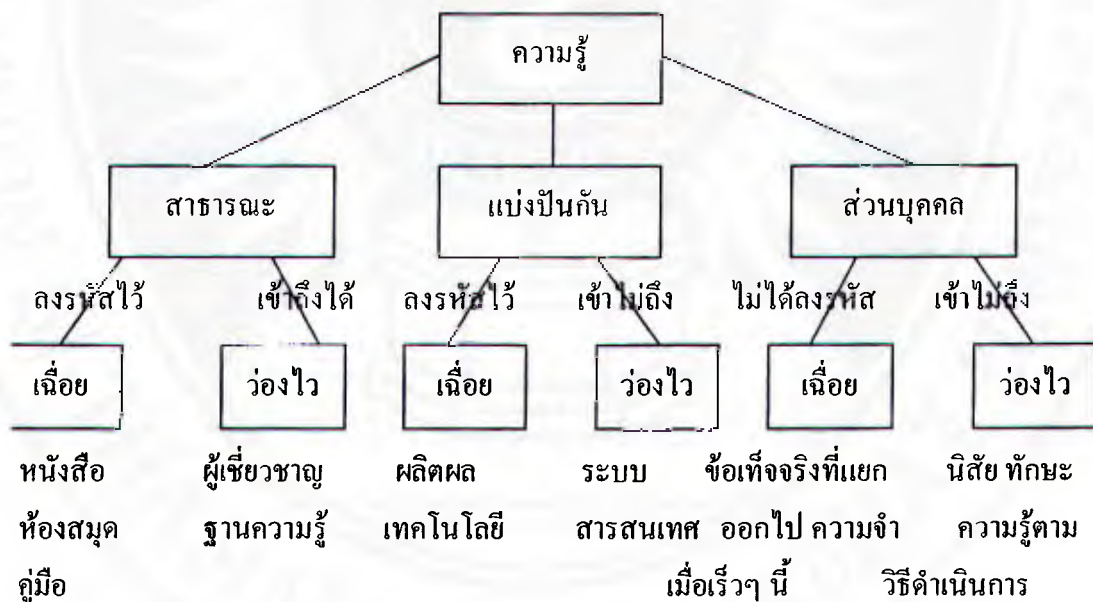 ความรู้
สาธารณะ แบ่งปันกัน ส่วนบุคคล
ลงรหัสไว้ เข้าถึงได้ ลงรหัสไว้ เข้าไม่ถึง ไม่ได้ลงรหัส เข้าไม่ถึง
เฉื่อย ว่องไว เฉื่อย ว่องไว เฉื่อย ว่องไว
หนังสือ ผู้เชี่ยวชาญ ผลิตผล ระบบ ข้อเท็จจริงที่แยก นิสัย ทักษะ
ห้องสมุด ฐานความรู้ เทคโนโลยี สารสนเทศ ออกไป ความจำ ความรู้ตาม
คู่มือ เมื่อเร็วๆ นี้ วิธีดำเนินการ